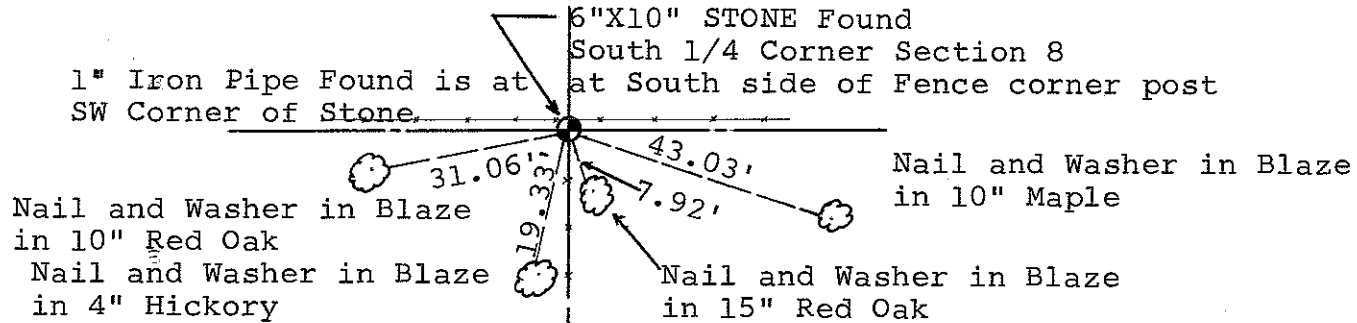 6"X10" STONE Found
South 1/4 Corner Section 8
at South side of Fence corner post
1" Iron Pipe Found is at
SW Corner of Stone
31.06'
19.33'
7.92'
43.03'
Nail and Washer in Blaze
in 10" Maple
Nail and Washer in Blaze
in 10" Red Oak
Nail and Washer in Blaze
in 4" Hickory
Nail and Washer in Blaze
in 15" Red Oak